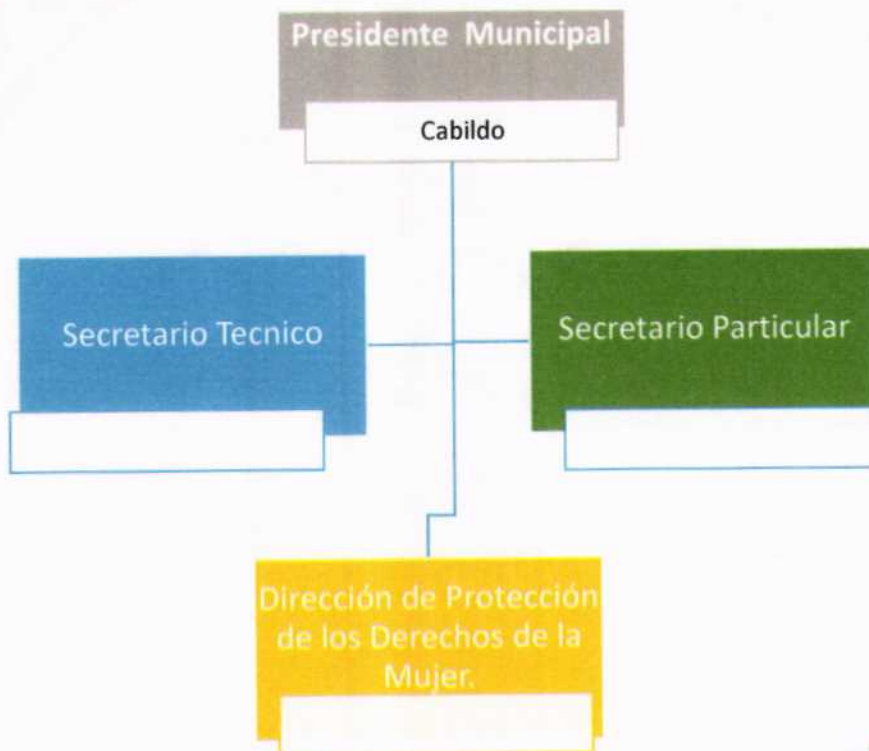 Presidente Municipal
Cabildo
Secretario Tecnico
Secretario Particular
Dirección de Protección
de los Derechos de la
Mujer.